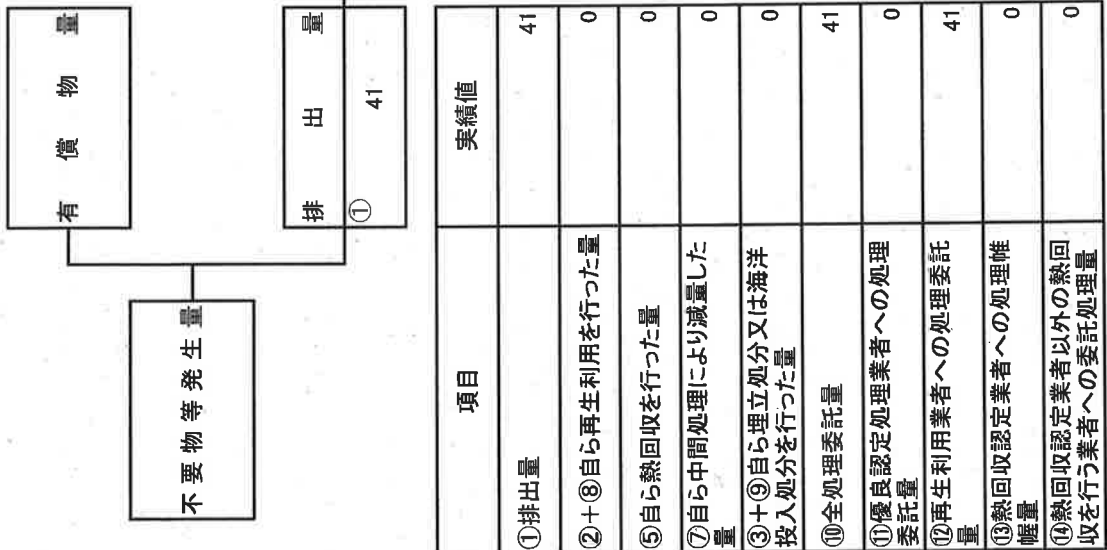 有償物量
不要物等発生量
排出量
① 41
項目 実績値
①排出量 41
②+⑧自ら再生利用を行った量 0
⑤自ら熱回収を行った量 0
⑦自ら中間処理により減量した
量 0
③+⑨自ら埋立処分又は海洋
投入処分を行った量 0
⑩全処理委託量 41
⑪優良認定処理業者への処理
委託量 0
⑫再生利用業者への処理委託
量 41
⑬熱回収認定業者への処理帷
幄量 0
⑭熱回収認定業者以外の熱回
収を行う業者への委託処理量 0